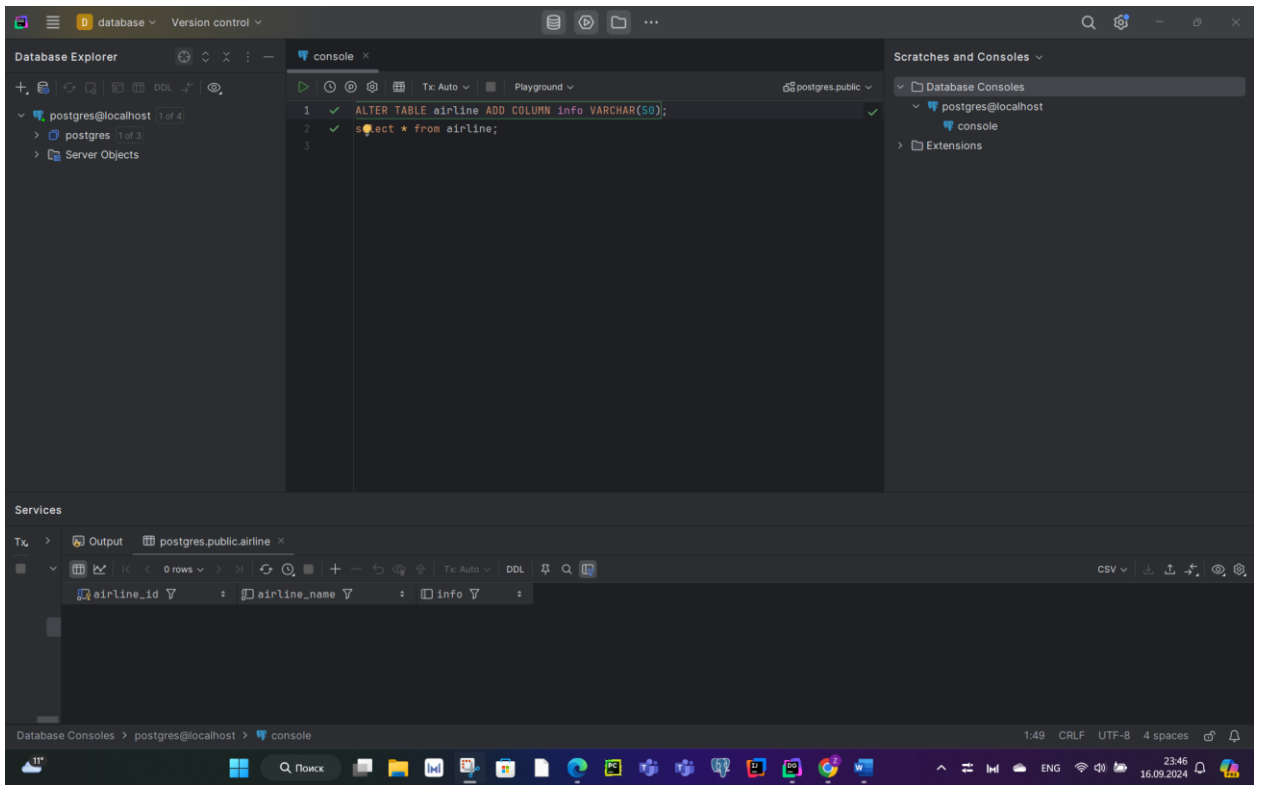 D database Version control
Database Explorer
DDL
postgres@localhost 1 of 4
postgres 1 of 3
Server Objects
console
Tx: Auto Playground postgres.public
1 ALTER TABLE airline ADD COLUMN info VARCHAR(50);
2 select * from airline;
3
Scratches and Consoles
Database Consoles
postgres@localhost
console
Extensions
Services
Tx Output postgres.public.airline
0 rows Tx: Auto DDL CSV
airline_id airline_name info
Database Consoles > postgres@localhost > console 1:49 CRLF UTF-8 4 spaces
11° Поиск ENG 23:46
16.09.2024